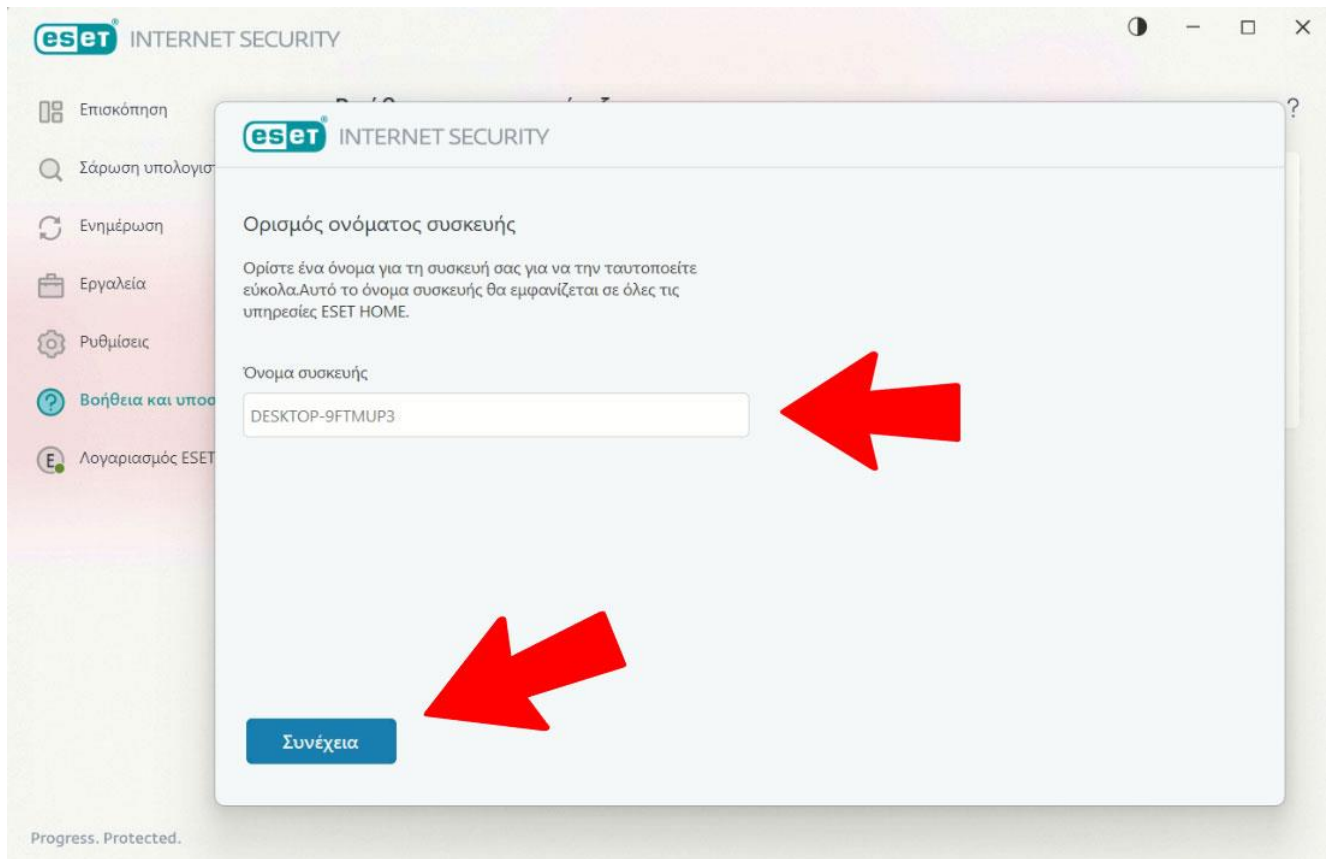 eset® INTERNET SECURITY
Επισκόπηση
?
eset® INTERNET SECURITY
Σάρωση υπολογισ
Ενημέρωση
Ορισμός ονόματος συσκευής
Ορίστε ένα όνομα για τη συσκευή σας για να την ταυτοποείτε
Εργαλεία
εύκολα.Αυτό το όνομα συσκευής θα εμφανίζεται σε όλες τις
υπηρεσίες ESET HOME.
Ρυθμίσεις
Όνομα συσκευής
Βοήθεια και υποσ
DESKTOP-9FTMUP3
E Λογαριασμός ESET
Συνέχεια
Progress. Protected.